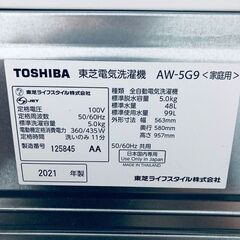 TOSHIBA 東芝電気洗濯機 AW-5G9 <家庭用>
東芝ライフスタイル株式会社
JET
定格電圧 100V
定格周波数 50/60Hz
定格洗濯容量 5.0kg
電動機定格消費電力 360/435W
標準コース 洗いのみ 11分
製造番号 125845 AA
2021 年製
種類 全自動電気洗濯機
標準脱水容量 5.0kg
標準水量 48L
標準使用水量 99L
外形寸法 幅 563mm
奥行 580mm
高さ 957mm
日本国内専用
Use Only in Japan
MADE IN THAILAND
50/60Hz 共用
東芝ライフスタイル株式会社